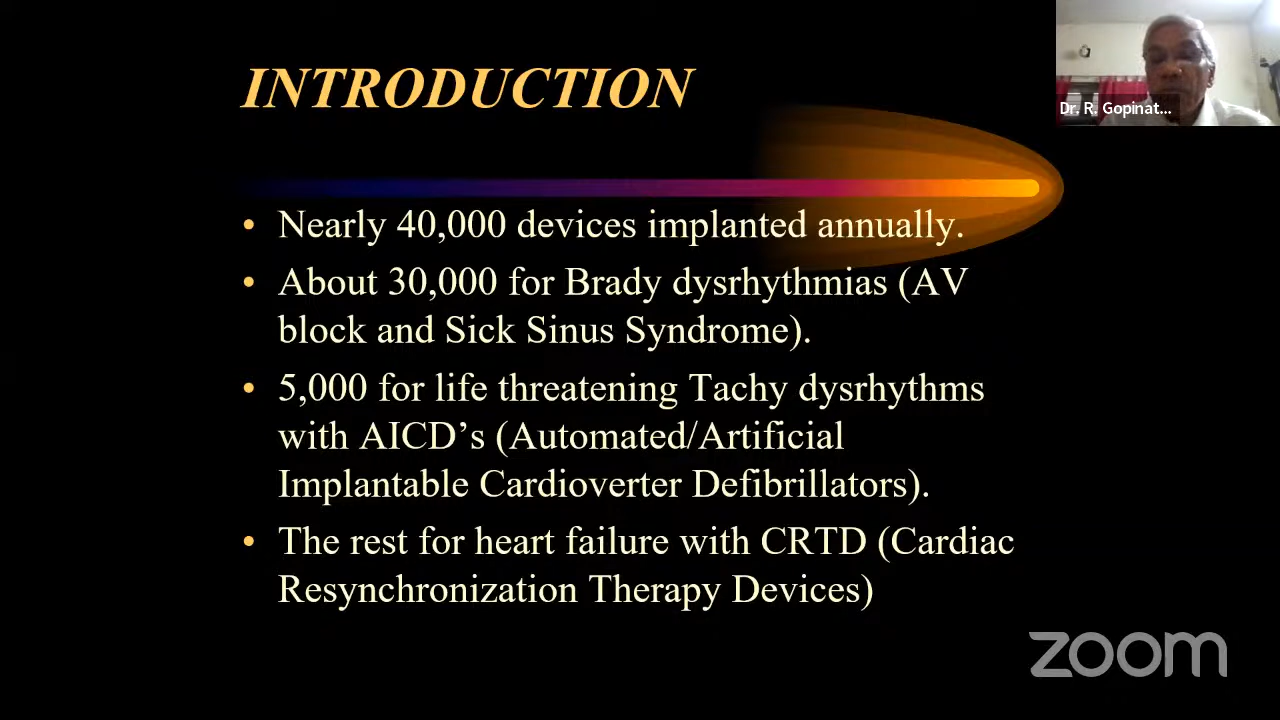 INTRODUCTION
Dr. R. Gopinat...
• Nearly 40,000 devices implanted annually.
• About 30,000 for Brady dysrhythmias (AV
block and Sick Sinus Syndrome).
• 5,000 for life threatening Tachy dysrhythms
with AICD’s (Automated/Artificial
Implantable Cardioverter Defibrillators).
• The rest for heart failure with CRTD (Cardiac
Resynchronization Therapy Devices)
zoom